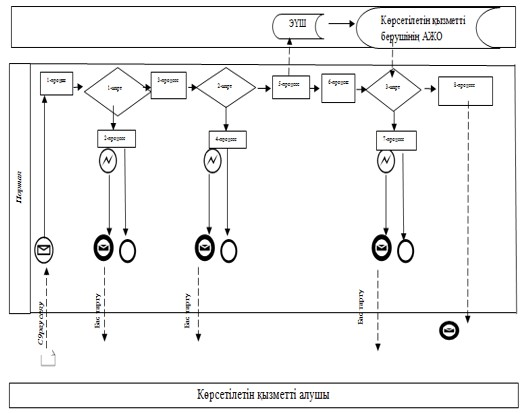 ЭҮШ
Көрсетілетін қызметті
берушінің АЖО
1-процес
1-шарт
3-процесс
2-шарт
5-процесс
6-процесс
3-шарт
8-процесс
2-процесс
4-процесс
7-процесс
Портал
Сұрау салу
Бас тарту
Бас тарту
Бас тарту
Көрсетілетін қызметті алушы